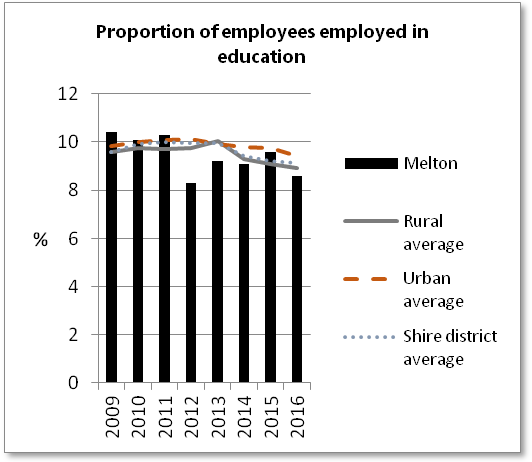 Proportion of employees employed in
education
12
10
8
6
4
2
0
%
2009
2010
2011
2012
2013
2014
2015
2016
Melton
Rural
average
Urban
average
Shire district
average